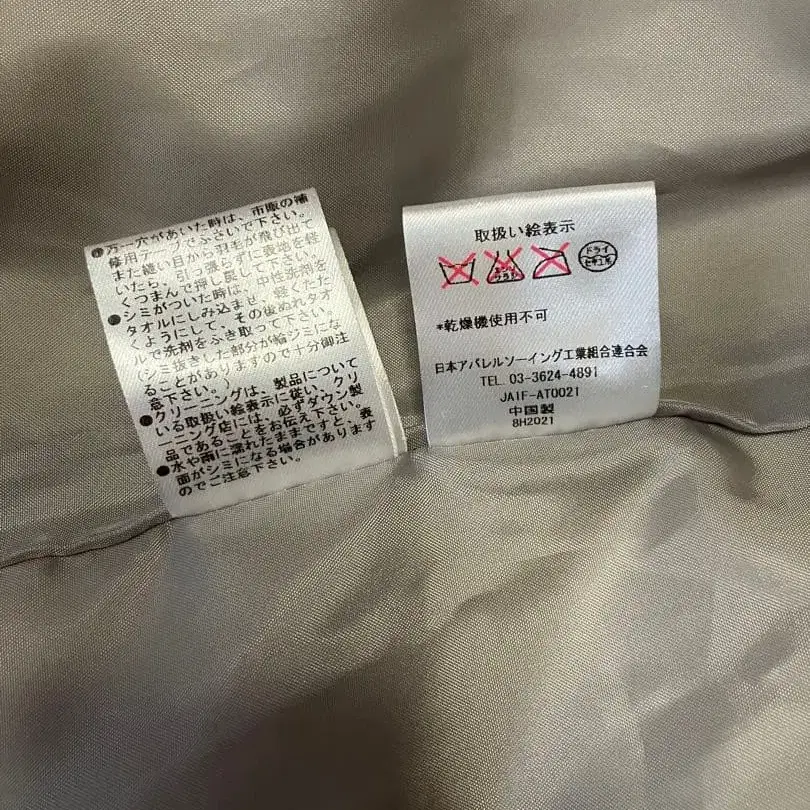 ●万一穴があいた時は、市販の補
修用テープでふさいで下さい。
また縫い目から羽毛が飛び出て
いたら、引っ張らずに表地を軽
くつまんで押し戻して下さい。
●シミがついた時は、中性洗剤を
タオルにしみ込ませ、軽くたた
くようにして、その後ぬれタオ
ルで洗剤をふき取って下さい。
(シミ抜きした部分が輪ジミにな
ることがありますので十分御注
意下さい。)
●クリーニングは、製品について
いる取扱い絵表示に従い、クリ
ーニング店には、必ずダウン製
品であることをお伝え下さい。
●水や雨に濡れたままですと、表
面がシミになる場合があります
のでご注意下さい。
取扱い絵表示
エンソ
サラシ
ドライ
セキユ系
*乾燥機使用不可
日本アパレルソーイング工業組合連合会
TEL 03-3624-4891
JAIF-AT0021
中国製
8H2021